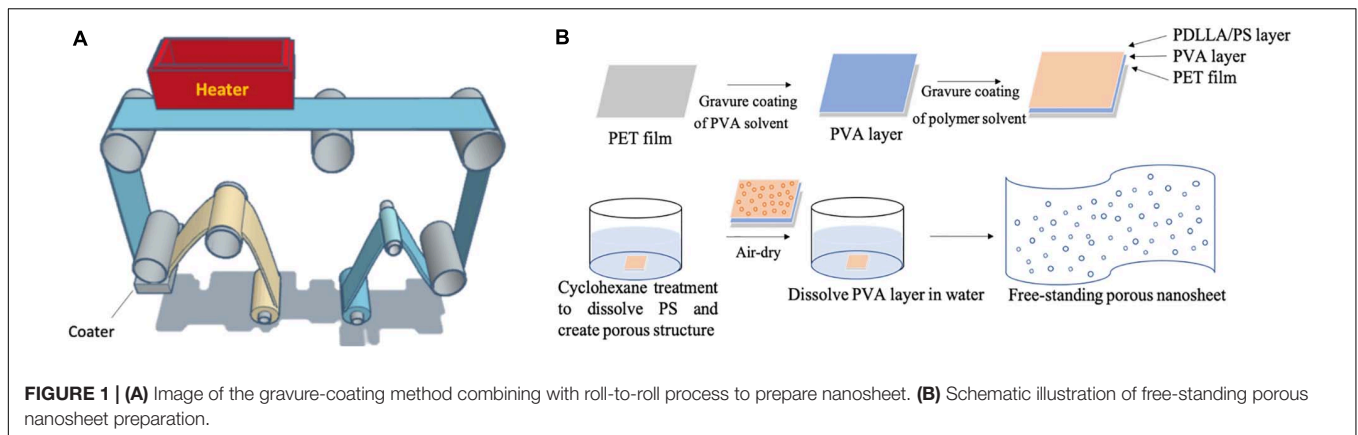 A
Heater
Coater
B
PET film
Gravure coating
of PVA solvent
PVA layer
Gravure coating
of polymer solvent
PDLLA/PS layer
PVA layer
PET film
Cyclohexane treatment
to dissolve PS and
create porous structure
Air-dry
Dissolve PVA layer in water
Free-standing porous nanosheet
FIGURE 1 | (A) Image of the gravure-coating method combining with roll-to-roll process to prepare nanosheet. (B) Schematic illustration of free-standing porous
nanosheet preparation.